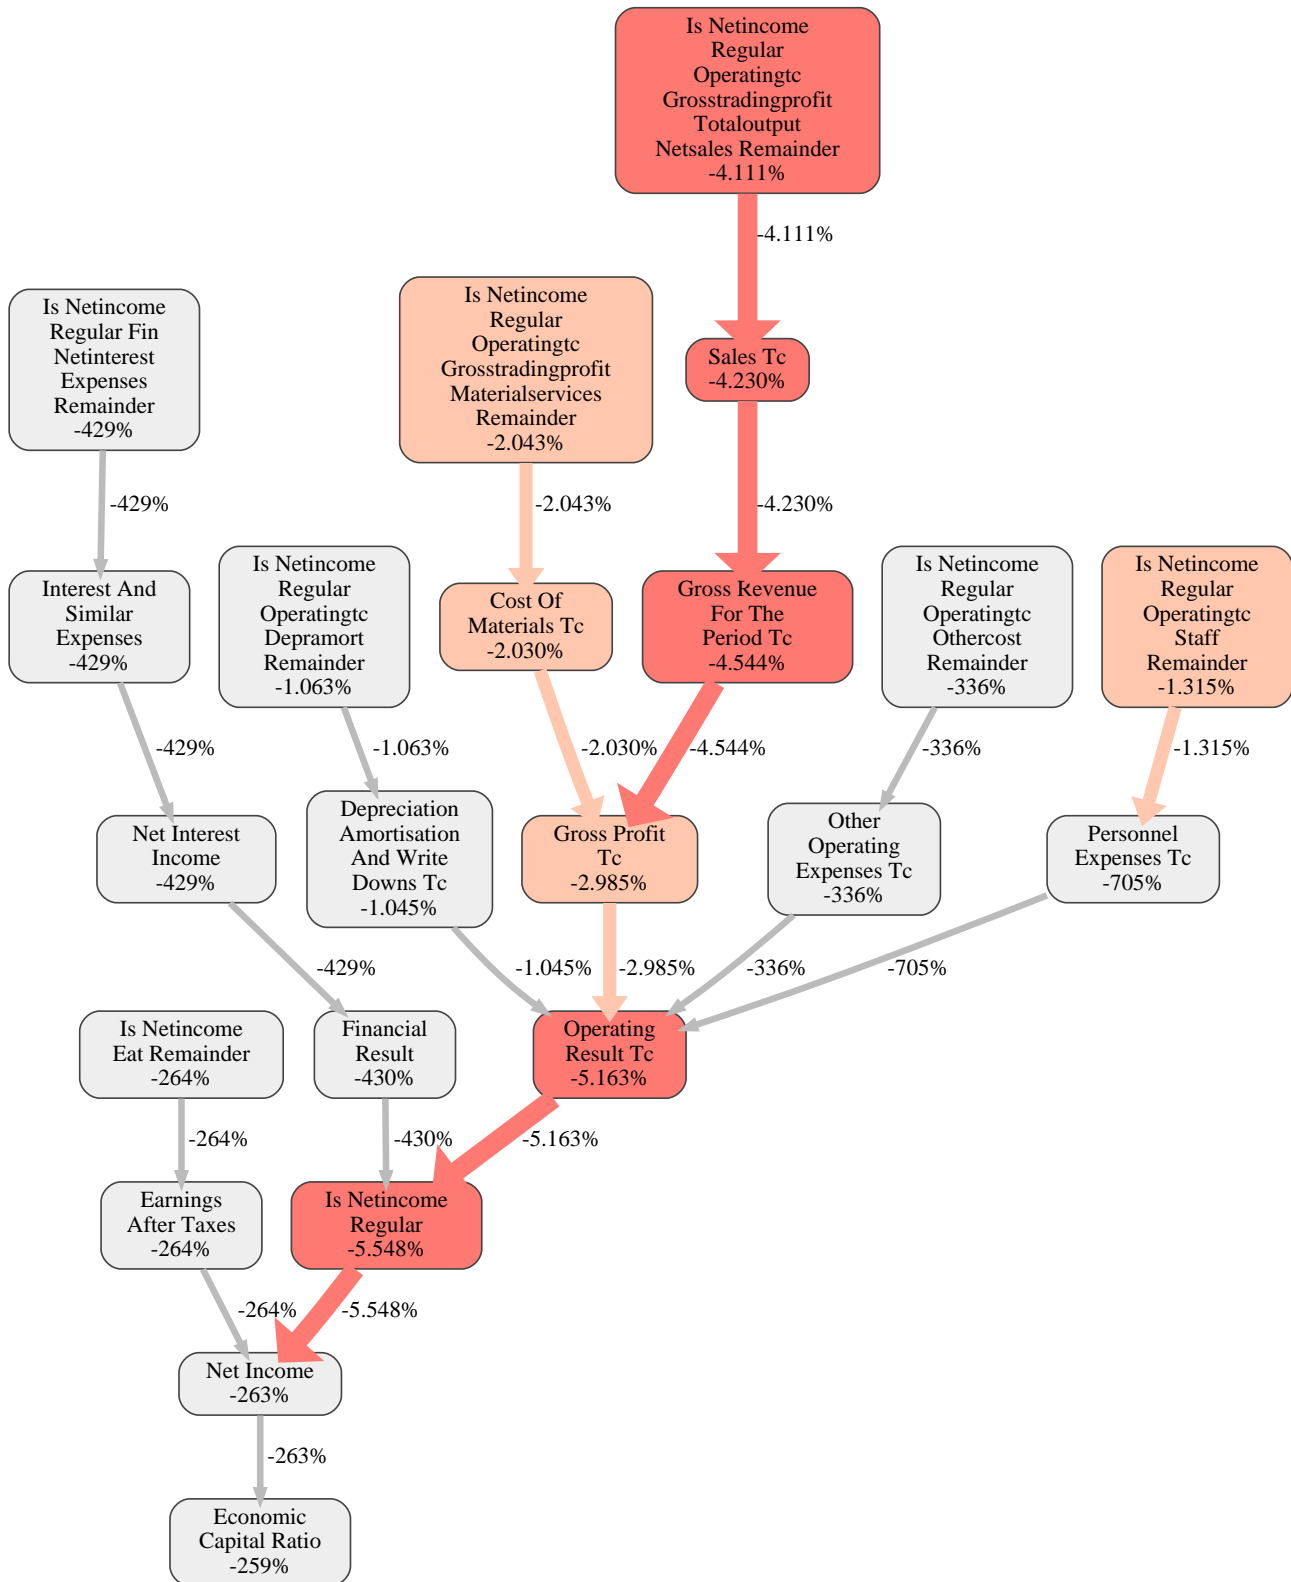 Is Netincome
Regular
Operatingtc
Grosstradingprofit
Totaloutput
Netsales Remainder
-4.111%
-4.111%
Is Netincome
Regular Fin
Netinterest
Expenses
Remainder
-429%
Is Netincome
Regular
Operatingtc
Grosstradingprofit
Materialservices
Remainder
-2.043%
Sales Tc
-4.230%
-429%
-2.043%
-4.230%
Interest And
Similar
Expenses
-429%
Is Netincome
Regular
Operatingtc
Depramort
Remainder
-1.063%
Cost Of
Materials Tc
-2.030%
Gross Revenue
For The
Period Tc
-4.544%
Is Netincome
Regular
Operatingtc
Othercost
Remainder
-336%
Is Netincome
Regular
Operatingtc
Staff
Remainder
-1.315%
-429%
-1.063%
-2.030%
-4.544%
-336%
-1.315%
Net Interest
Income
-429%
Depreciation
Amortisation
And Write
Downs Tc
-1.045%
Gross Profit
Tc
-2.985%
Other
Operating
Expenses Tc
-336%
Personnel
Expenses Tc
-705%
-429%
-1.045%
-2.985%
-336%
-705%
Is Netincome
Eat Remainder
-264%
Financial
Result
-430%
Operating
Result Tc
-5.163%
-264%
-430%
-5.163%
Earnings
After Taxes
-264%
Is Netincome
Regular
-5.548%
-264%
-5.548%
Net Income
-263%
-263%
Economic
Capital Ratio
-259%